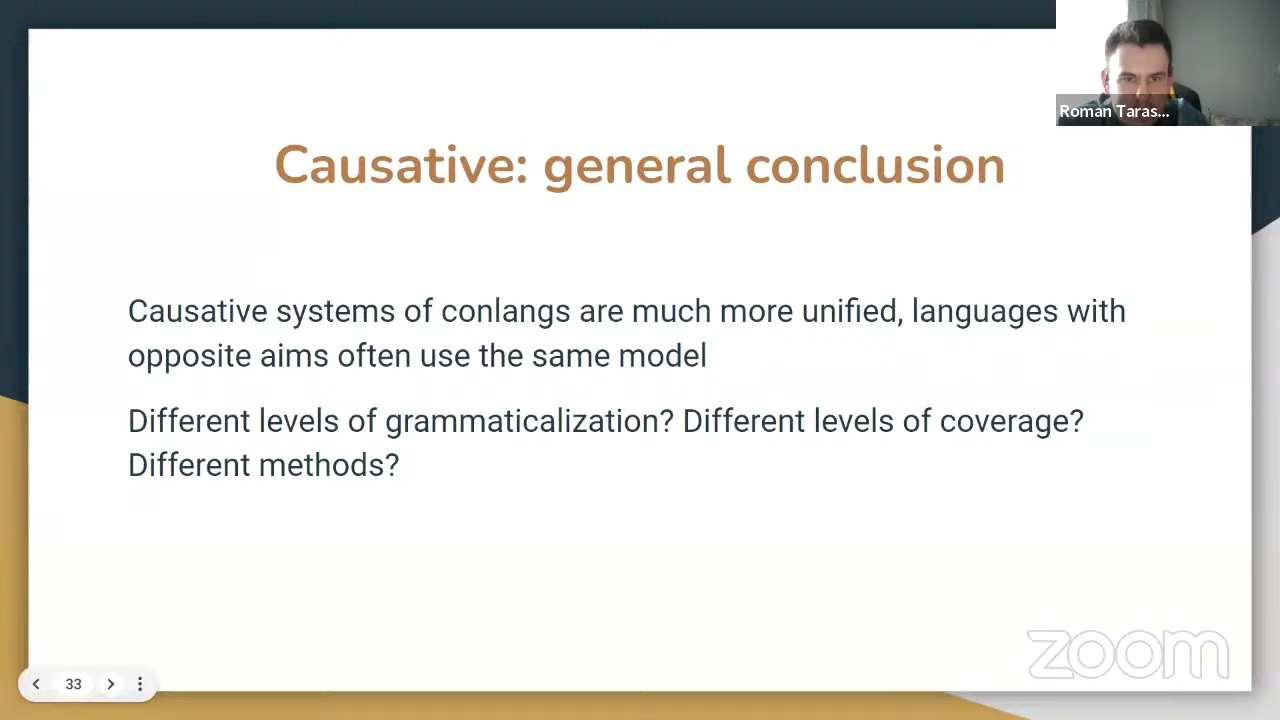 Roman Taras...
Causative: general conclusion
Causative systems of conlangs are much more unified, languages with
opposite aims often use the same model
Different levels of grammaticalization? Different levels of coverage?
Different methods?
zoom
33